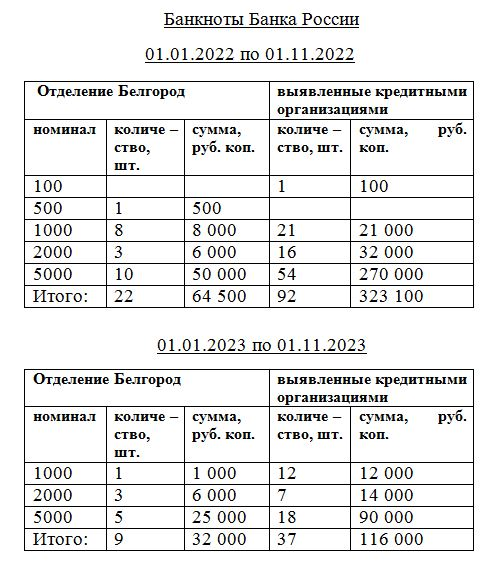 Банкноты Банка России
01.01.2022 по 01.11.2022
Отделение Белгород выявленные кредитными организациями
номинал количе – ство, шт. сумма, руб. коп. количе – ство, шт. сумма, руб. коп.
100 1 100
500 1 500
1000 8 8 000 21 21 000
2000 3 6 000 16 32 000
5000 10 50 000 54 270 000
Итого: 22 64 500 92 323 100
01.01.2023 по 01.11.2023
Отделение Белгород выявленные кредитными организациями
номинал количе – ство, шт. сумма, руб. коп. количе – ство, шт. сумма, руб. коп.
1000 1 1 000 12 12 000
2000 3 6 000 7 14 000
5000 5 25 000 18 90 000
Итого: 9 32 000 37 116 000